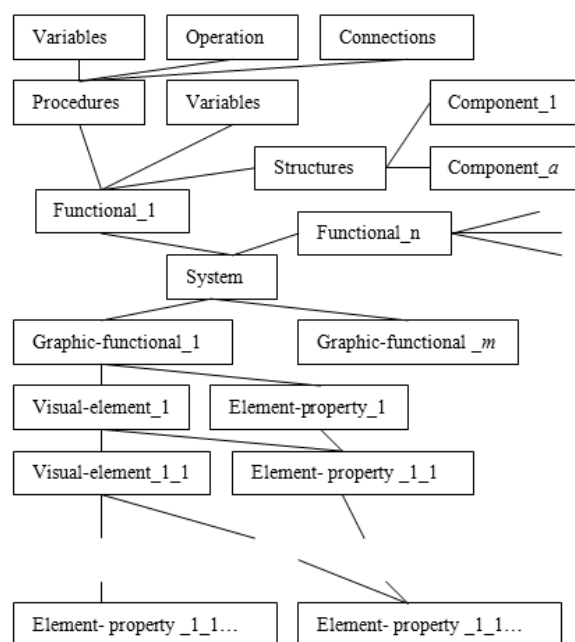 Variables
Operation
Connections
Procedures
Variables
Component_1
Structures
Component_a
Functional_1
Functional_n
System
Graphic-functional_1
Graphic-functional _m
Visual-element_1
Element-property_1
Visual-element_1_1
Element- property _1_1
Element- property _1_1…
Element- property _1_1…